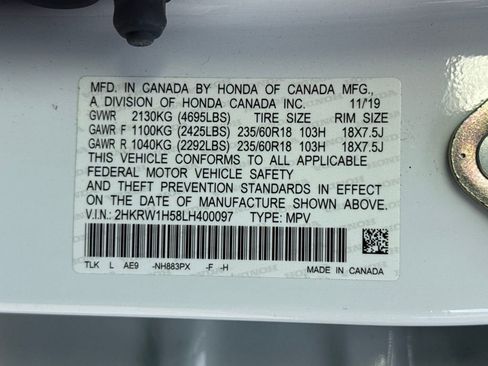 MFD. IN CANADA BY HONDA OF CANADA MFG.,
A DIVISION OF HONDA CANADA INC. 11/19
GVWR 2130KG (4695LBS) TIRE SIZE RIM SIZE
GAWR F 1100KG (2425LBS) 235/60R18 103H 18X7.5J
GAWR R 1040KG (2292LBS) 235/60R18 103H 18X7.5J
THIS VEHICLE CONFORMS TO ALL APPLICABLE
FEDERAL MOTOR VEHICLE SAFETY
AND THEFT PREVENTION STANDARDS IN EFFECT
ON THE DATE OF MANUFACTURE SHOWN ABOVE.
V.I.N.: 2HKRW1H58LH400097 TYPE: MPV
TLK L AE9 -NH883PX -F -H MADE IN CANADA